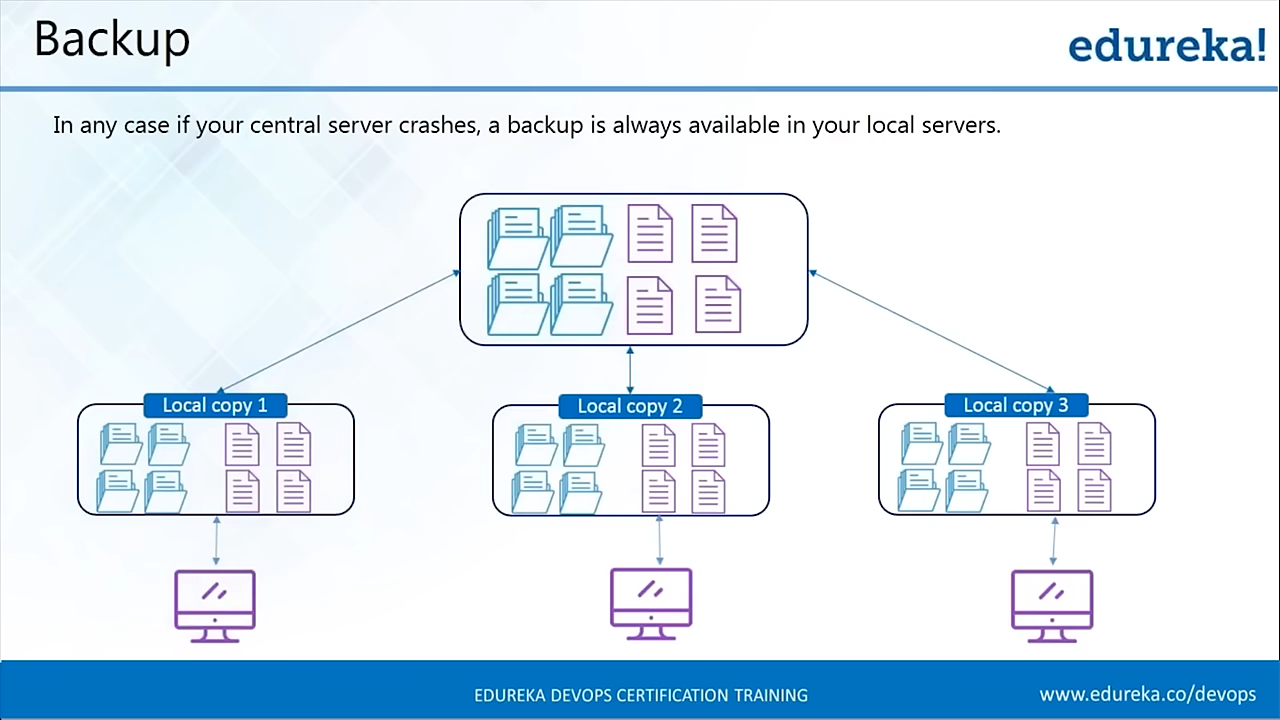 Backup
edureka!
In any case if your central server crashes, a backup is always available in your local servers.
Local copy 1
Local copy 2
Local copy 3
EDUREKA DEVOPS CERTIFICATION TRAINING
www.edureka.co/devops